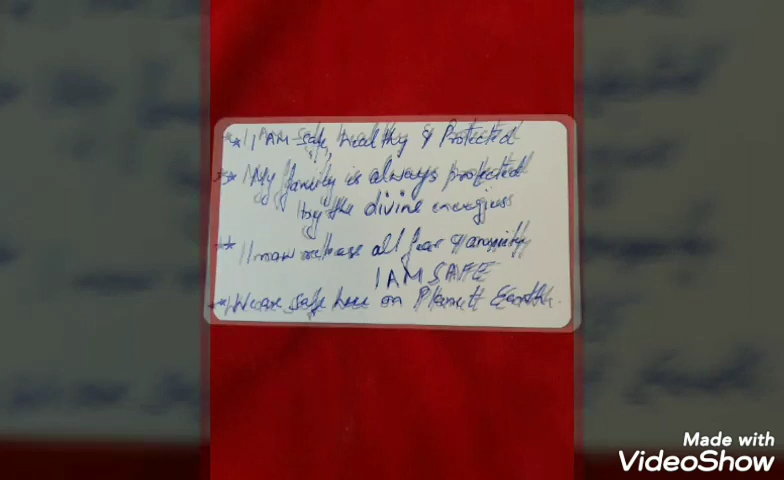 ** I AM safe, Healthy & Protected
** My family is always protected
by the divine energies
** I now release all fear & anxiety
I AM SAFE
** We are safe here on Planet Earth.
Made with
VideoShow